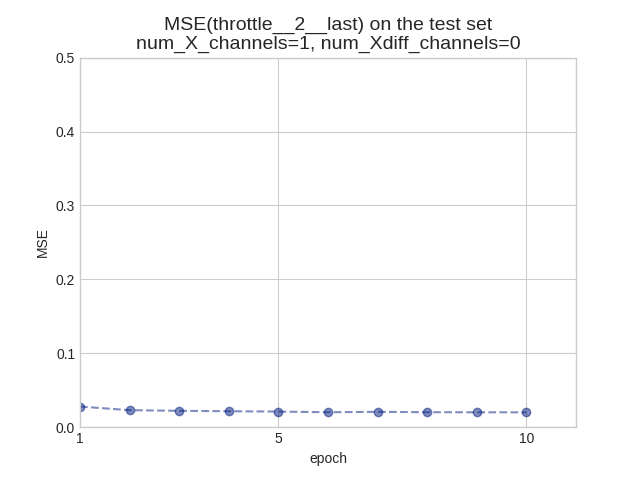 MSE(throttle__2__last) on the test set
num_X_channels=1, num_Xdiff_channels=0
0.5
0.4
0.3
0.2
0.1
0.0
MSE
1
5
10
epoch